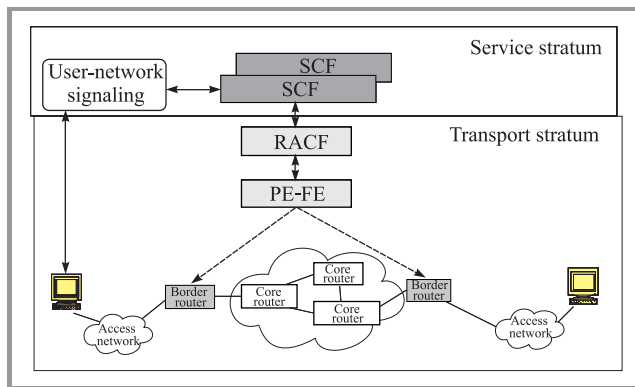 Service stratum
SCF
SCF
User-network
signaling
Transport stratum
RACF
PE-FE
Core
router
Border
router
Core
router
Core
router
Border
router
Access
network
Access
network